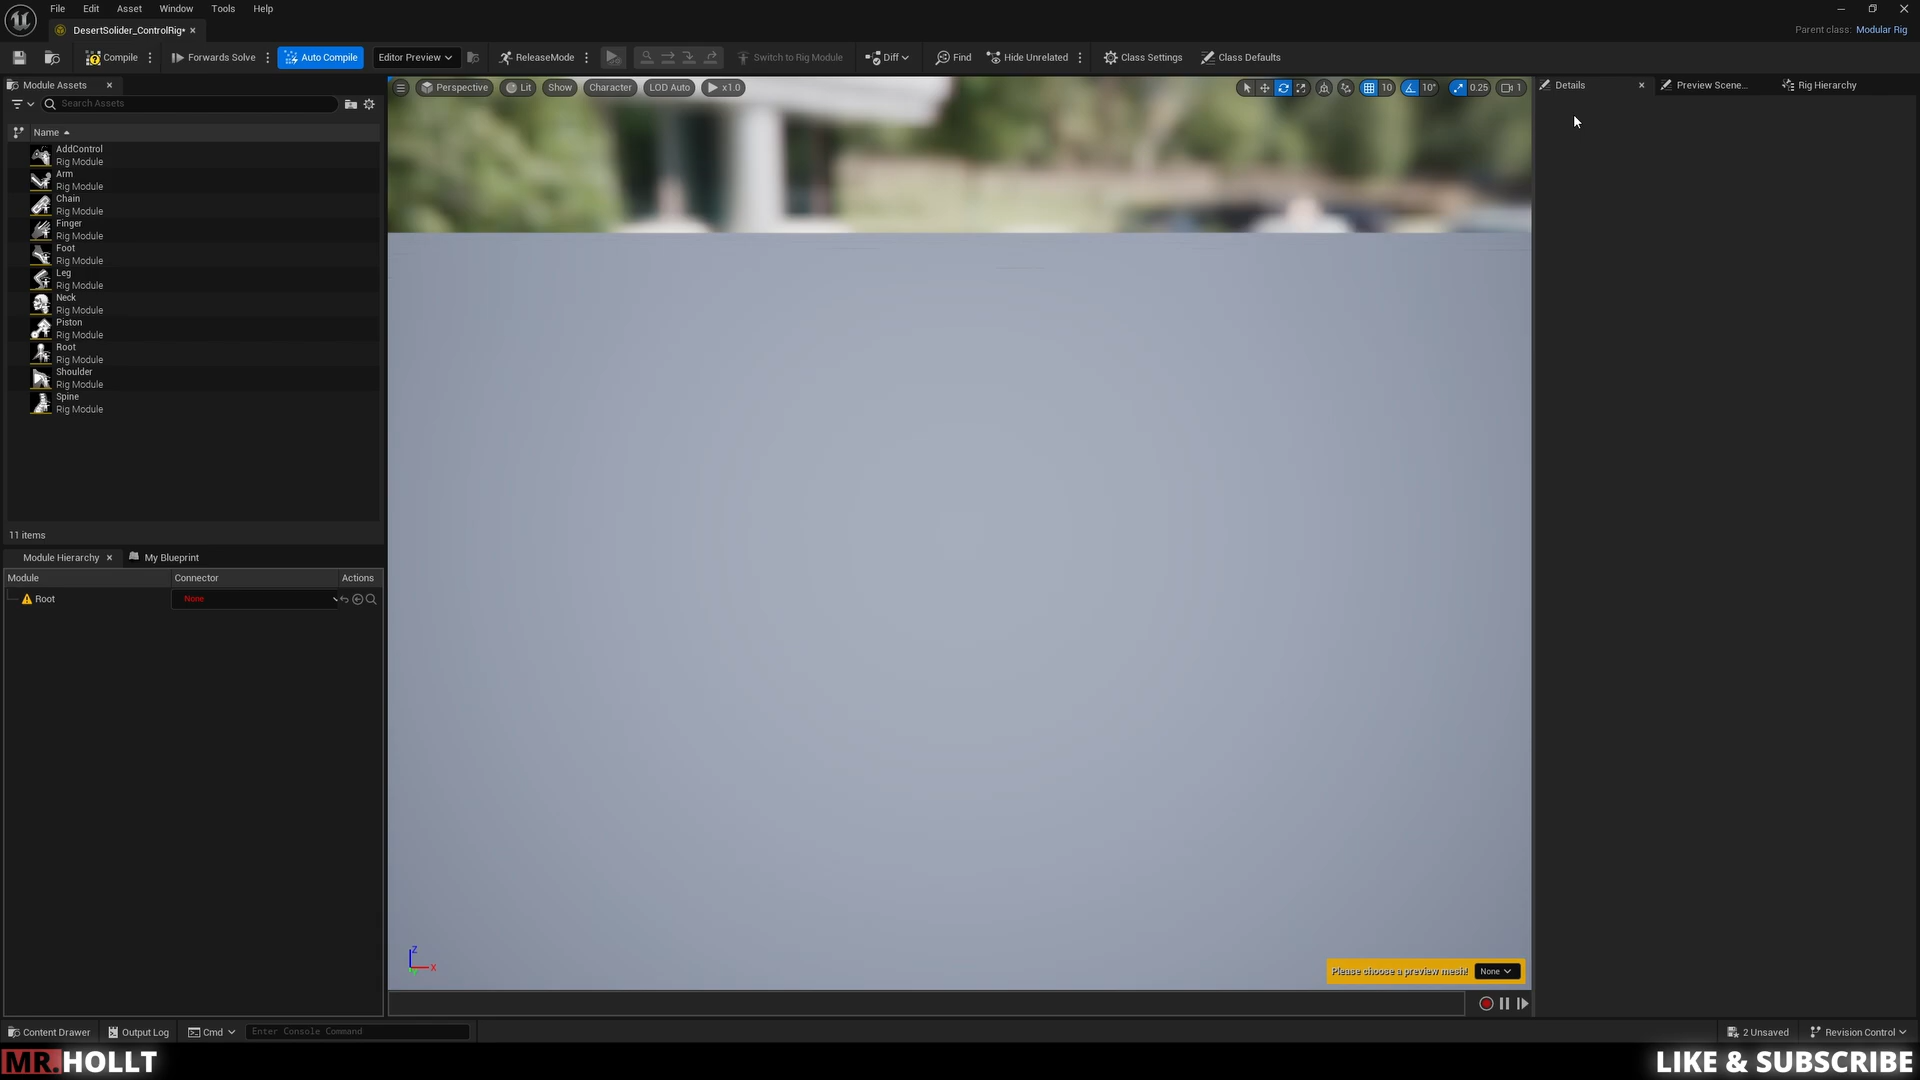 File Edit Asset Window Tools Help
DesertSolider_ControlRig*
Parent class: Modular Rig
Compile Forwards Solve Auto Compile Editor Preview ReleaseMode Switch to Rig Module Diff Find Hide Unrelated Class Settings Class Defaults
Module Assets
Search Assets
Name
AddControl
Rig Module
Arm
Rig Module
Chain
Rig Module
Finger
Rig Module
Foot
Rig Module
Leg
Rig Module
Neck
Rig Module
Piston
Rig Module
Root
Rig Module
Shoulder
Rig Module
Spine
Rig Module
11 items
Module Hierarchy My Blueprint
Module Connector Actions
Root None
Perspective Lit Show Character LOD Auto x1.0 10 10° 0.25 1
Z
X
Please choose a preview mesh! None
Details Preview Scene... Rig Hierarchy
Content Drawer Output Log Cmd Enter Console Command 2 Unsaved Revision Control
MR.HOLLT LIKE & SUBSCRIBE